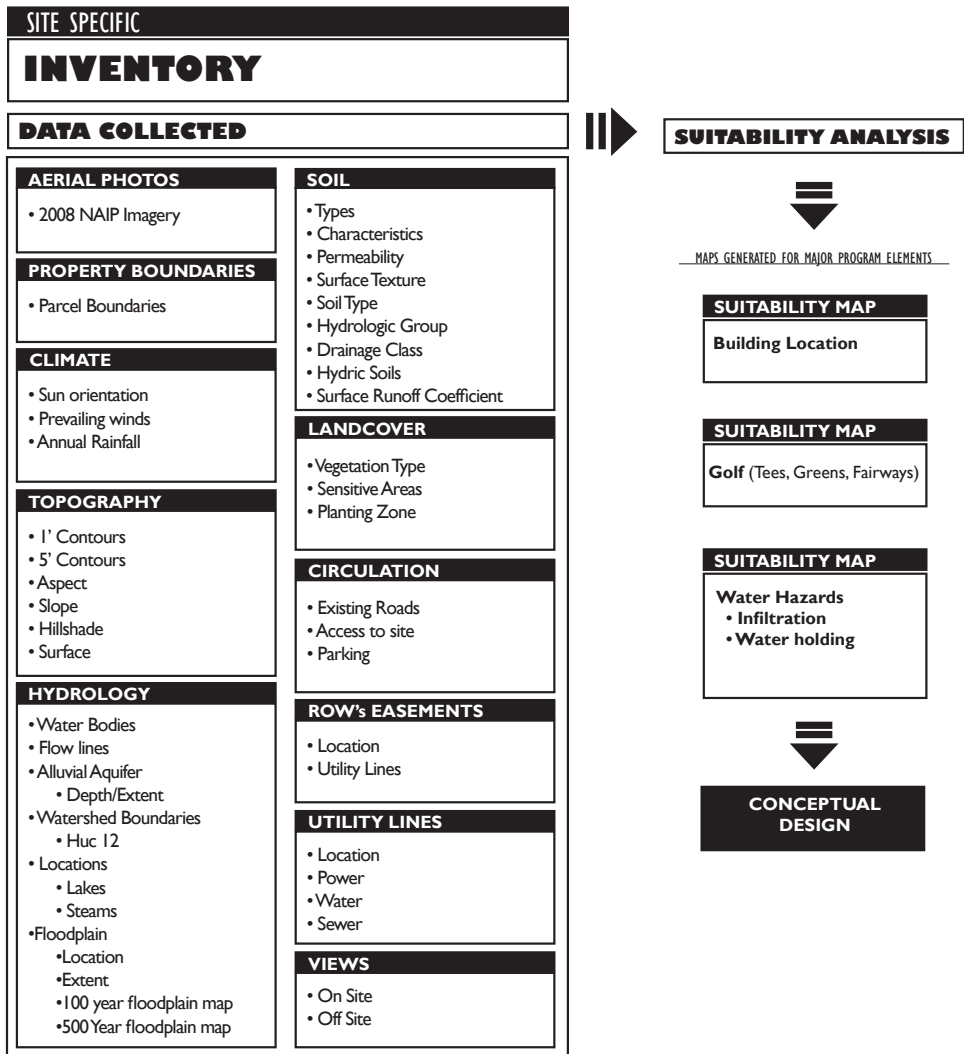 SITE SPECIFIC
INVENTORY
DATA COLLECTED
AERIAL PHOTOS
• 2008 NAIP Imagery
PROPERTY BOUNDARIES
• Parcel Boundaries
CLIMATE
• Sun orientation
• Prevailing winds
• Annual Rainfall
TOPOGRAPHY
• 1' Contours
• 5' Contours
• Aspect
• Slope
• Hillshade
• Surface
HYDROLOGY
• Water Bodies
• Flow lines
• Alluvial Aquifer
• Depth/Extent
• Watershed Boundaries
• Huc 12
• Locations
• Lakes
• Steams
•Floodplain
•Location
•Extent
•100 year floodplain map
•500 Year floodplain map
SOIL
• Types
• Characteristics
• Permeability
• Surface Texture
• Soil Type
• Hydrologic Group
• Drainage Class
• Hydric Soils
• Surface Runoff Coefficient
LANDCOVER
• Vegetation Type
• Sensitive Areas
• Planting Zone
CIRCULATION
• Existing Roads
• Access to site
• Parking
ROW's EASEMENTS
• Location
• Utility Lines
UTILITY LINES
• Location
• Power
• Water
• Sewer
VIEWS
• On Site
• Off Site
SUITABILITY ANALYSIS
MAPS GENERATED FOR MAJOR PROGRAM ELEMENTS
SUITABILITY MAP
Building Location
SUITABILITY MAP
Golf (Tees, Greens, Fairways)
SUITABILITY MAP
Water Hazards
• Infiltration
• Water holding
CONCEPTUAL
DESIGN